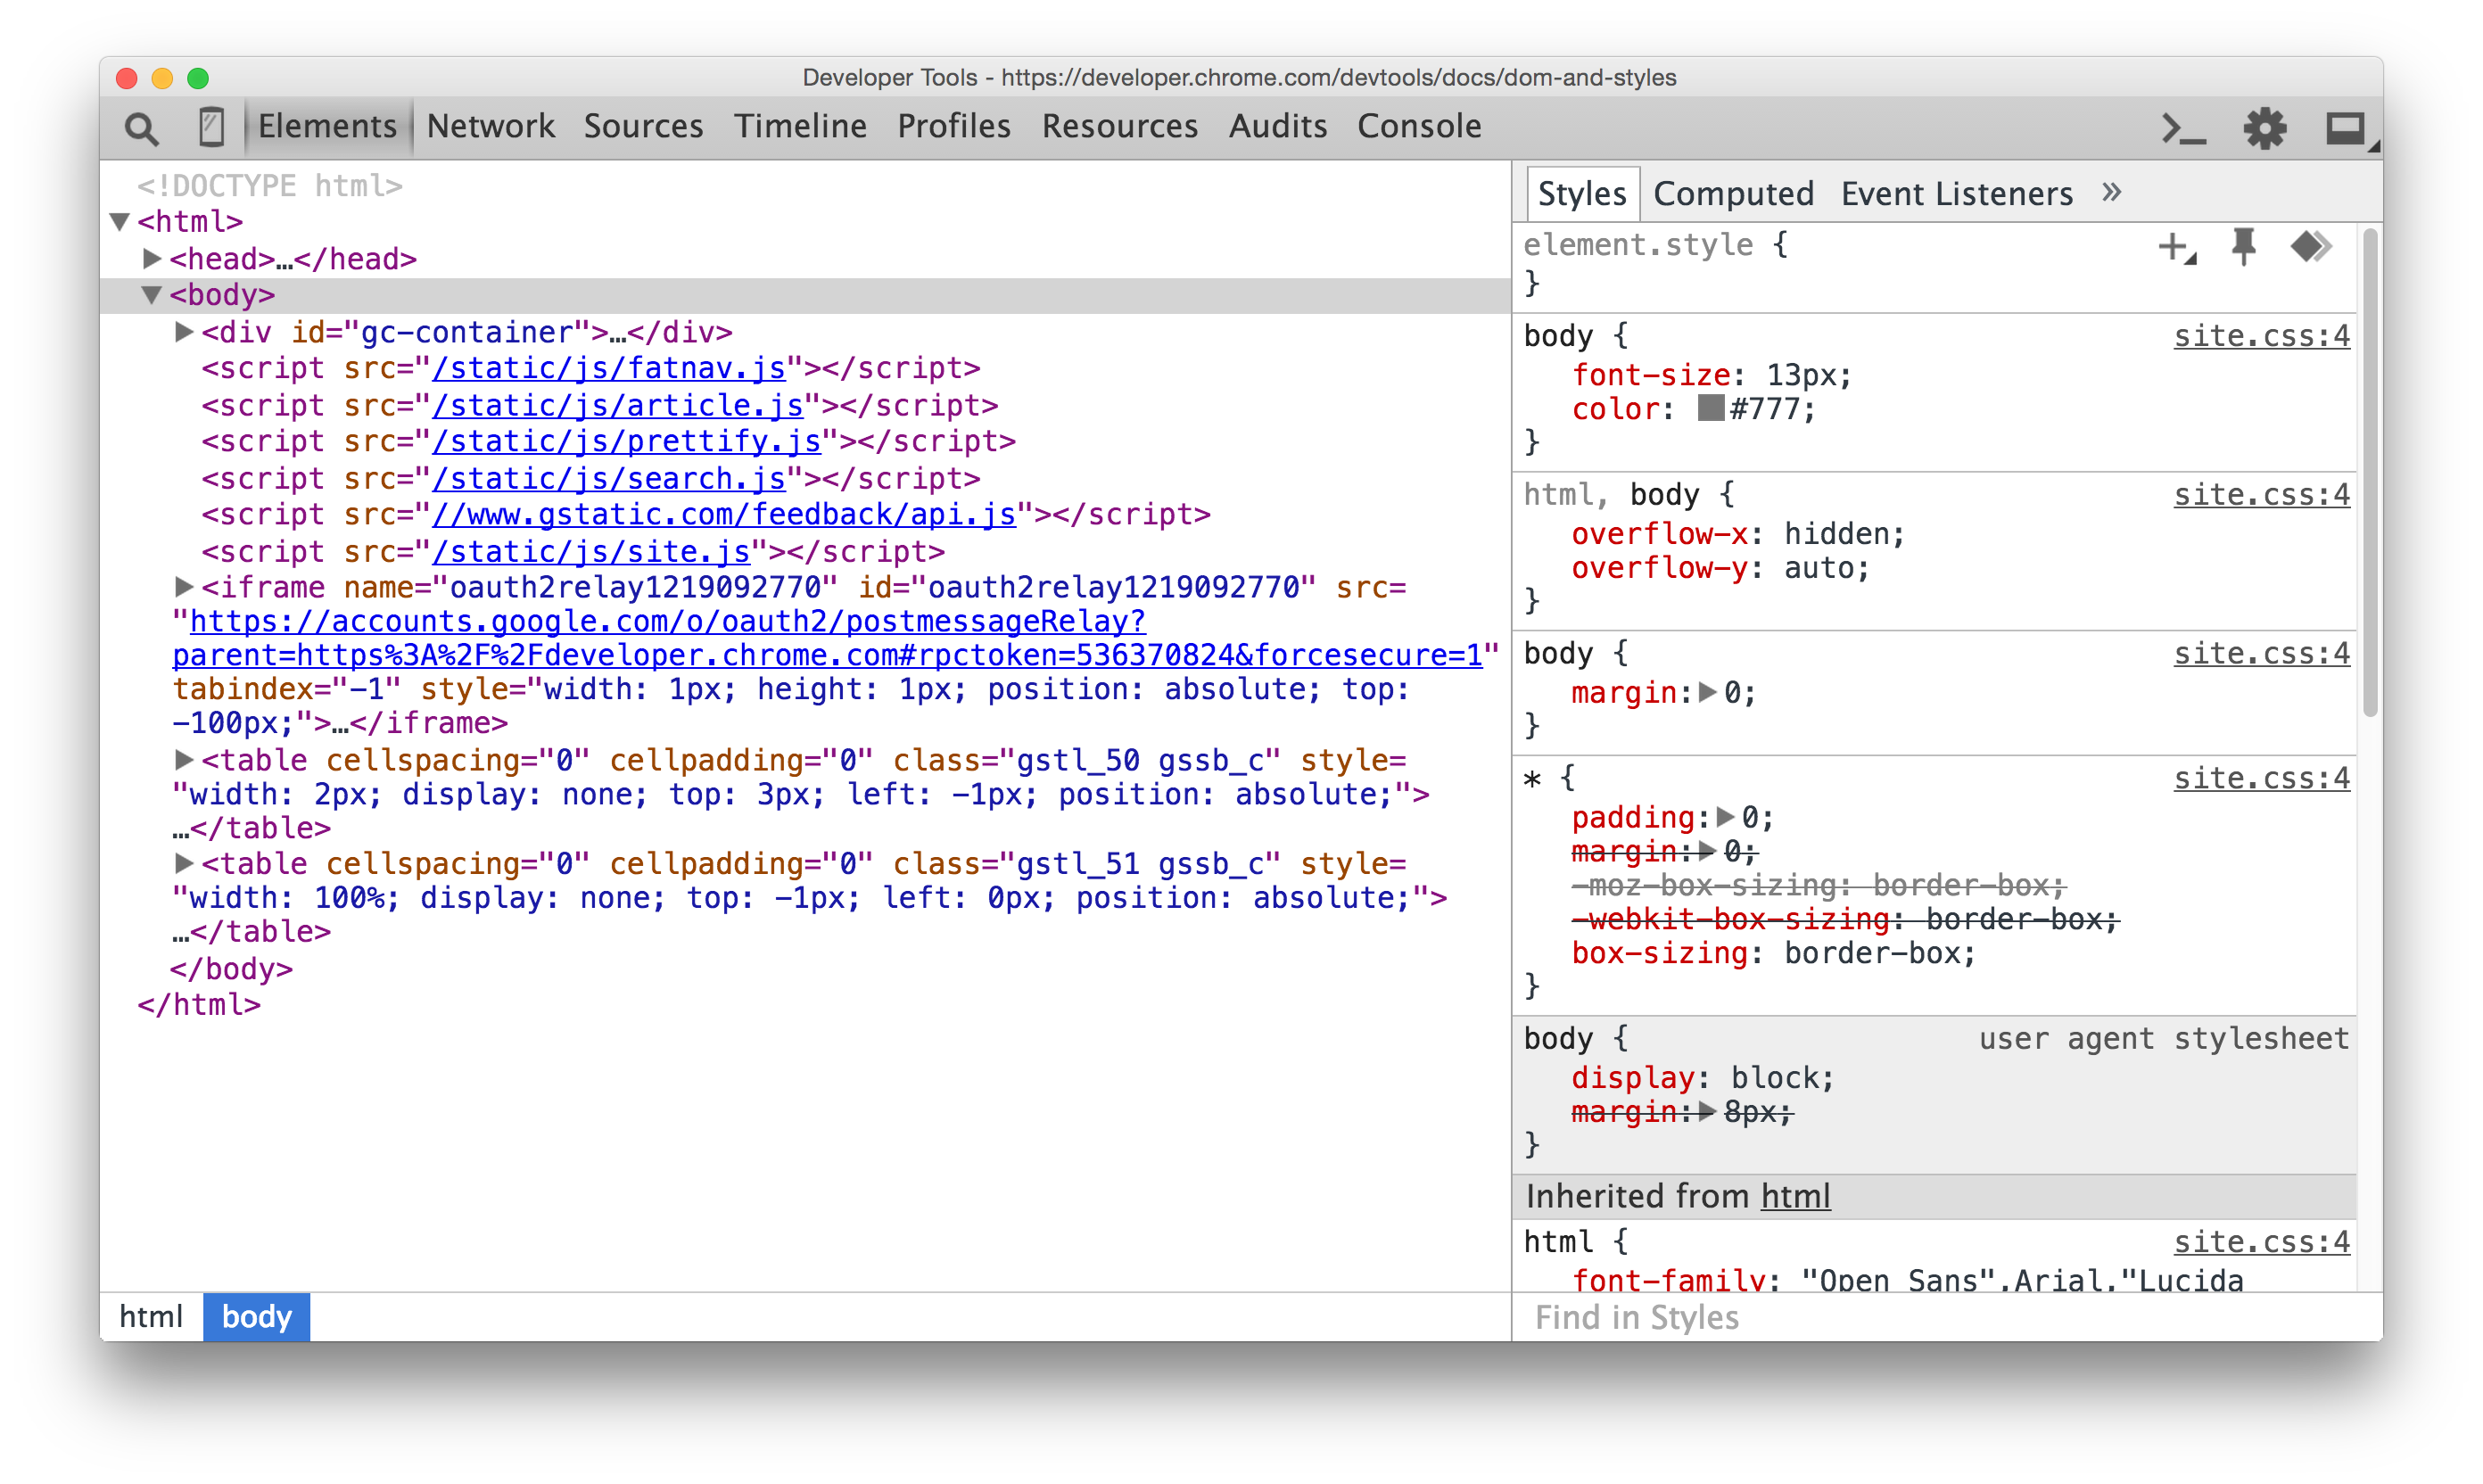 Developer Tools - https://developer.chrome.com/devtools/docs/dom-and-styles
Elements Network Sources Timeline Profiles Resources Audits Console
<!DOCTYPE html>
<html>
<head>…</head>
<body>
<div id="gc-container">…</div>
<script src="/static/js/fatnav.js"></script>
<script src="/static/js/article.js"></script>
<script src="/static/js/prettify.js"></script>
<script src="/static/js/search.js"></script>
<script src="//www.gstatic.com/feedback/api.js"></script>
<script src="/static/js/site.js"></script>
<iframe name="oauth2relay1219092770" id="oauth2relay1219092770" src=
"https://accounts.google.com/o/oauth2/postmessageRelay?
parent=https%3A%2F%2Fdeveloper.chrome.com#rpctoken=536370824&forcesecure=1"
tabindex="-1" style="width: 1px; height: 1px; position: absolute; top:
-100px;">…</iframe>
<table cellspacing="0" cellpadding="0" class="gstl_50 gssb_c" style=
"width: 2px; display: none; top: 3px; left: -1px; position: absolute;">
…</table>
<table cellspacing="0" cellpadding="0" class="gstl_51 gssb_c" style=
"width: 100%; display: none; top: -1px; left: 0px; position: absolute;">
…</table>
</body>
</html>
html body
Styles Computed Event Listeners »
element.style {
}
body { site.css:4
font-size: 13px;
color: #777;
}
html, body { site.css:4
overflow-x: hidden;
overflow-y: auto;
}
body { site.css:4
margin: 0;
}
* { site.css:4
padding: 0;
margin: 0;
-moz-box-sizing: border-box;
-webkit-box-sizing: border-box;
box-sizing: border-box;
}
body { user agent stylesheet
display: block;
margin: 8px;
}
Inherited from html
html { site.css:4
font-family: "Open Sans",Arial,"Lucida
Find in Styles